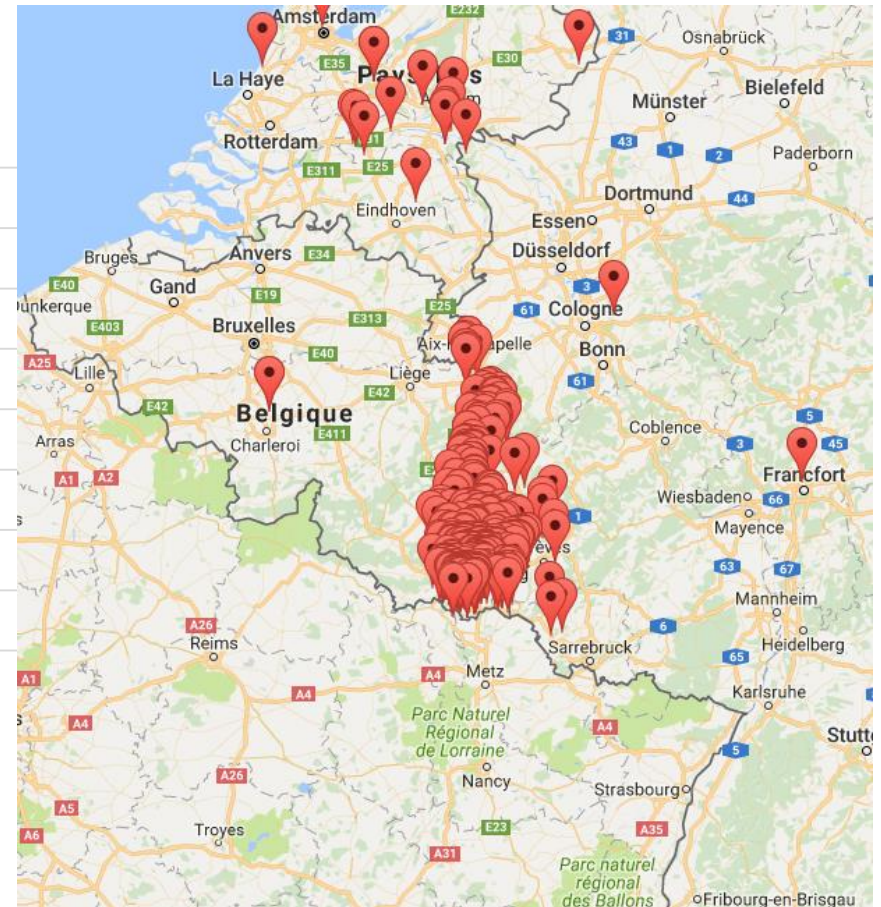 Amsterdam
E232
31
Osnabrück
La Haye
E35
Pays
s
E30
Münster
Bielefeld
Rotterdam
E31
43
1
2
Paderborn
E311
E25
Dortmund
44
Eindhoven
Essen
Bruges
Anvers
E34
Düsseldorf
E40
Gand
E19
3
unkerque
E25
61
Cologne
E403
Bruxelles
E313
Aix-
apelle
A25
E40
Bonn
Lille
Liège
E42
61
E42
Belgique
5
Arras
Charleroi
E411
Coblence
3
45
A1
A2
Francfort
Wiesbaden
66
1
Mayence
èves
63
67
g
Mannheim
A26
6
Reims
Sarrebruck
65
Heidelberg
A1
A4
Metz
Karlsruhe
A4
A4
Parc Naturel
Régional
de Lorraine
A4
5
Stutt
A26
Nancy
Strasbourg
A5
A6
Troyes
E23
A35
A31
Parc naturel
régional
des Ballons
Fribourg-en-Brisgau